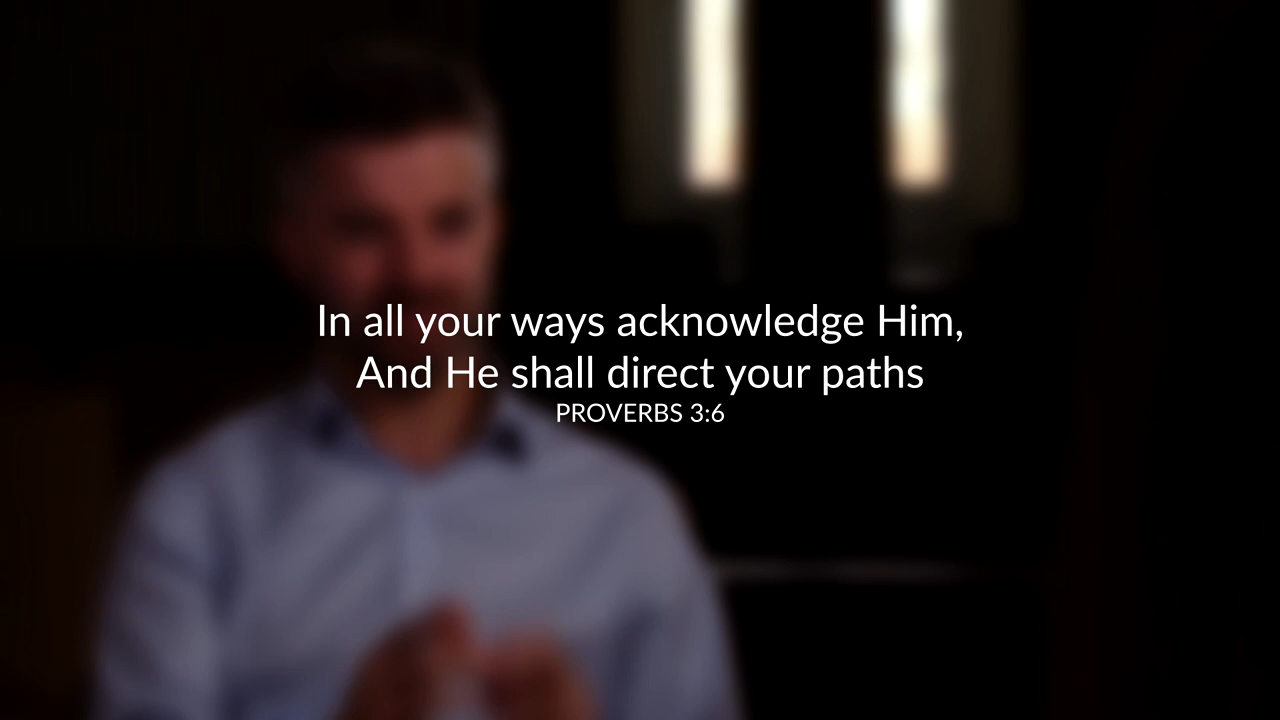 In all your ways acknowledge Him,
And He shall direct your paths
PROVERBS 3:6